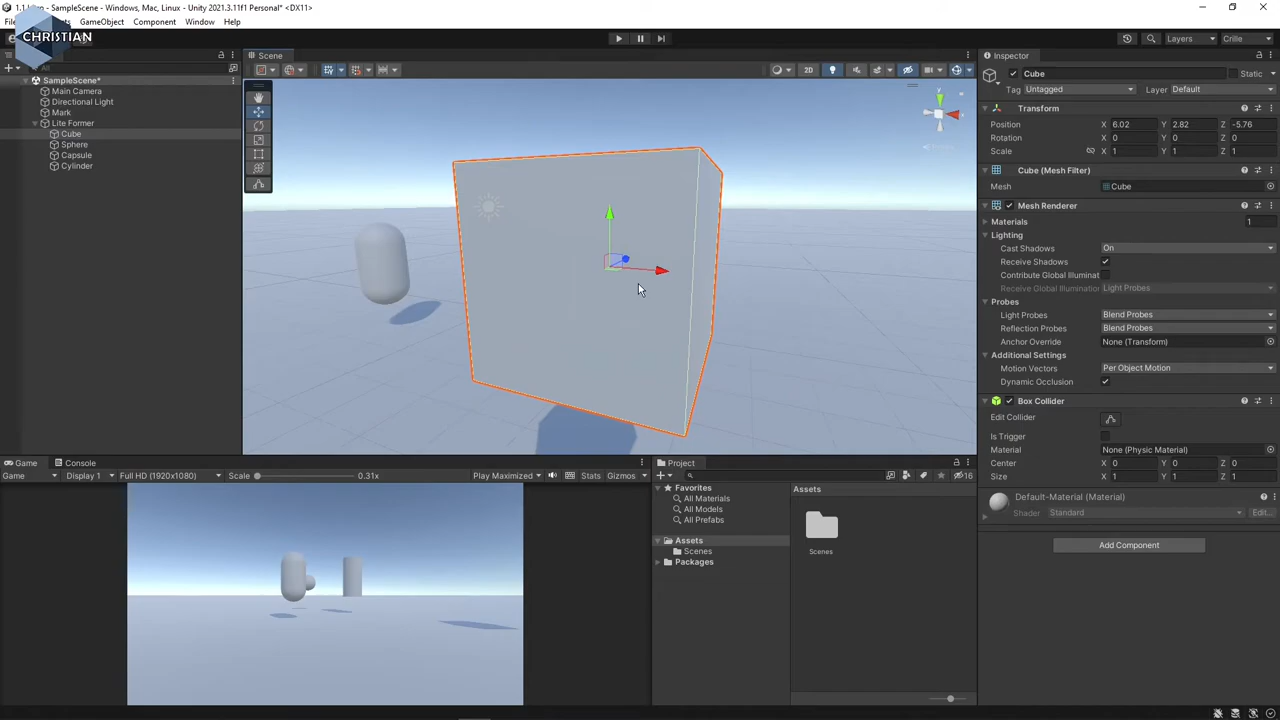 1.1 - SampleScene - Windows, Mac, Linux - Unity 2021.3.11f1 Personal* <DX11>
GameObject Component Window Help
CHRISTIAN
Layers Crille
All
SampleScene*
Main Camera
Directional Light
Mark
Lite Former
Cube
Sphere
Capsule
Cylinder
Scene
2D
y
Inspector
Cube Static
Tag Untagged Layer Default
Transform
Position X 6.02 Y 2.82 Z -5.76
Rotation X 0 Y 0 Z 0
Scale X 1 Y 1 Z 1
Cube (Mesh Filter)
Mesh Cube
Mesh Renderer
Materials 1
Lighting
Cast Shadows On
Receive Shadows
Contribute Global Illuminat
Receive Global Illumination Light Probes
Probes
Light Probes Blend Probes
Reflection Probes Blend Probes
Anchor Override None (Transform)
Additional Settings
Motion Vectors Per Object Motion
Dynamic Occlusion
Box Collider
Edit Collider
Is Trigger
Material None (Physic Material)
Center X 0 Y 0 Z 0
Size X 1 Y 1 Z 1
Default-Material (Material)
Shader Standard Edit...
Add Component
Game Console
Game Display 1 Full HD (1920x1080) Scale 0.31x Play Maximized Stats Gizmos
Project
16
Favorites
All Materials
All Models
All Prefabs
Assets
Scenes
Packages
Assets
Scenes